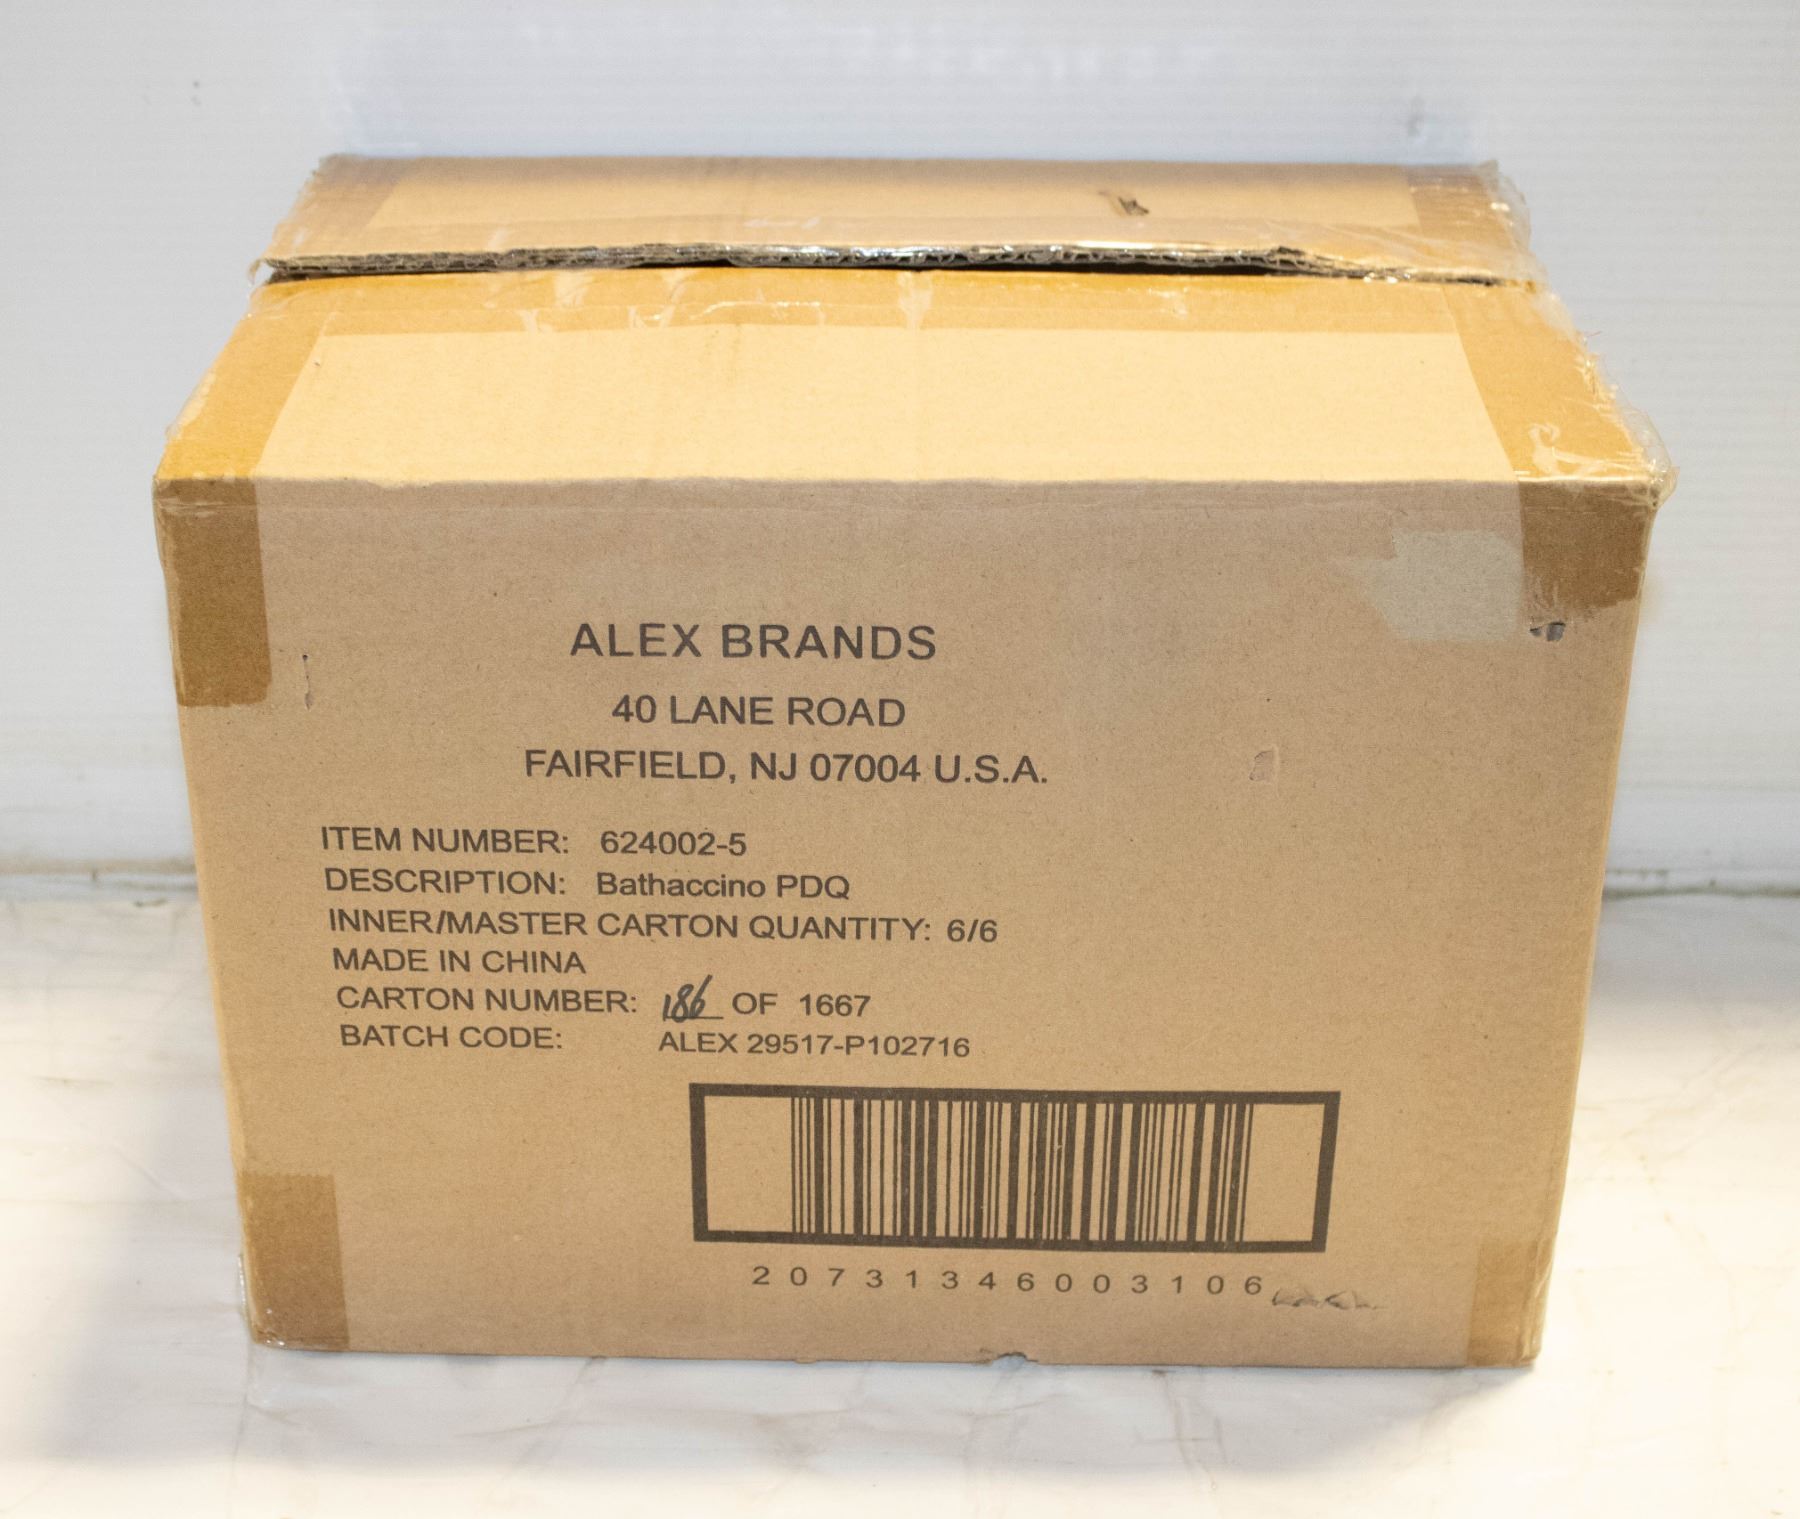 ALEX BRANDS
40 LANE ROAD
FAIRFIELD, NJ 07004 U.S.A.
ITEM NUMBER: 624002-5
DESCRIPTION: Bathaccino PDQ
INNER/MASTER CARTON QUANTITY: 6/6
MADE IN CHINA
CARTON NUMBER: 186 OF 1667
BATCH CODE: ALEX 29517-P102716
20731346003106